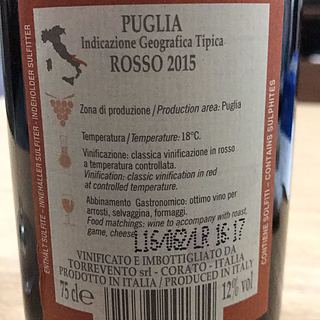 PUGLIA
Indicazione Geografica Tipica
ROSSO 2015
Zona di produzione / Production area: Puglia
Temperatura / Temperature: 18°C.
Vinificazione: classica vinificazione in rosso
a temperatura controllata.
Vinification: classic vinification in red
at controlled temperature.
Abbinamento Gastronomico: ottimo vino per
arrosti, selvaggina, formaggi.
Food matchings: wine to accompany with roast,
game, cheese
L16/062/LR 16:17
VINIFICATO E IMBOTTIGLIATO DA
TORREVENTO srl - CORATO - ITALIA
PRODOTTO IN ITALIA / PRODUCED IN ITALY
75 cl e 12% vol
ENTHÄLT SULFITE - INNEHÅLLER SULFITER - INDEHOLDER SULFITTER
CONTIENE SOLFITI - CONTAINS SULPHITES